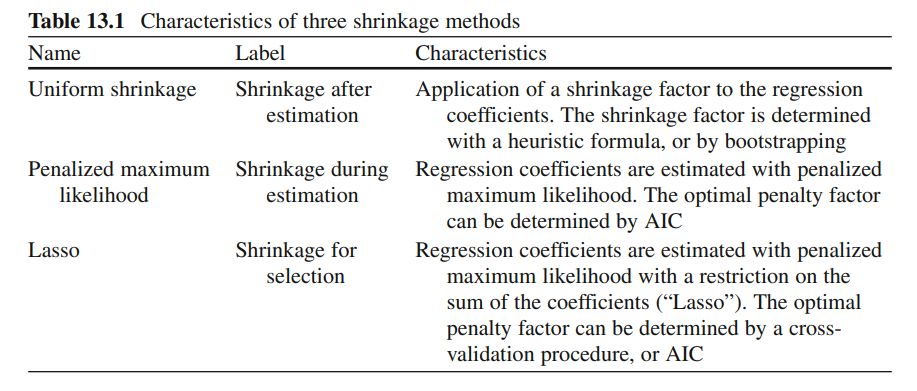 Table 13.1 Characteristics of three shrinkage methods
Name Label Characteristics
Uniform shrinkage Shrinkage after estimation Application of a shrinkage factor to the regression
coefficients. The shrinkage factor is determined
with a heuristic formula, or by bootstrapping
Penalized maximum likelihood Shrinkage during estimation Regression coefficients are estimated with penalized
maximum likelihood. The optimal penalty factor
can be determined by AIC
Lasso Shrinkage for selection Regression coefficients are estimated with penalized
maximum likelihood with a restriction on the
sum of the coefficients (“Lasso”). The optimal
penalty factor can be determined by a cross-
validation procedure, or AIC